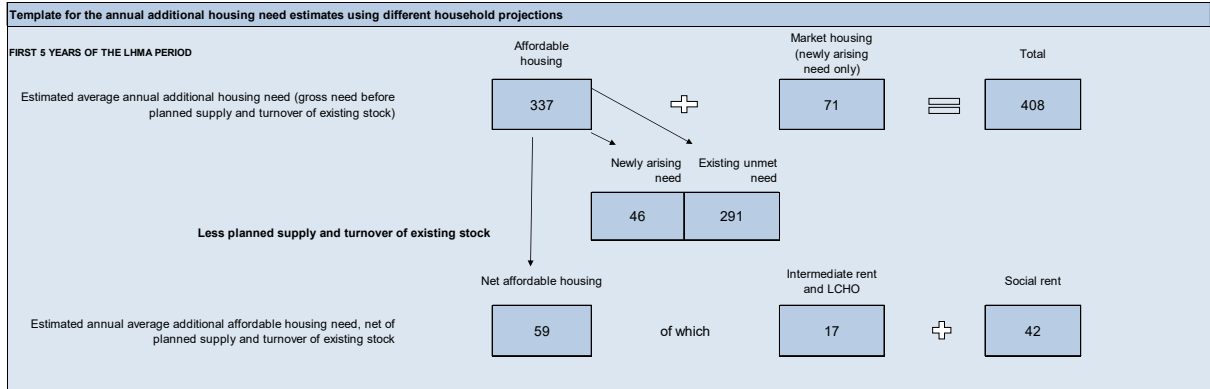 Template for the annual additional housing need estimates using different household projections
FIRST 5 YEARS OF THE LHMA PERIOD
Affordable
housing
Market housing
(newly arising
need only)
Total
Estimated average annual additional housing need (gross need before
planned supply and turnover of existing stock)
337
71
408
Newly arising
need
Existing unmet
need
46
291
Less planned supply and turnover of existing stock
Net affordable housing
Intermediate rent
and LCHO
Social rent
Estimated annual average additional affordable housing need, net of
planned supply and turnover of existing stock
59
of which
17
42